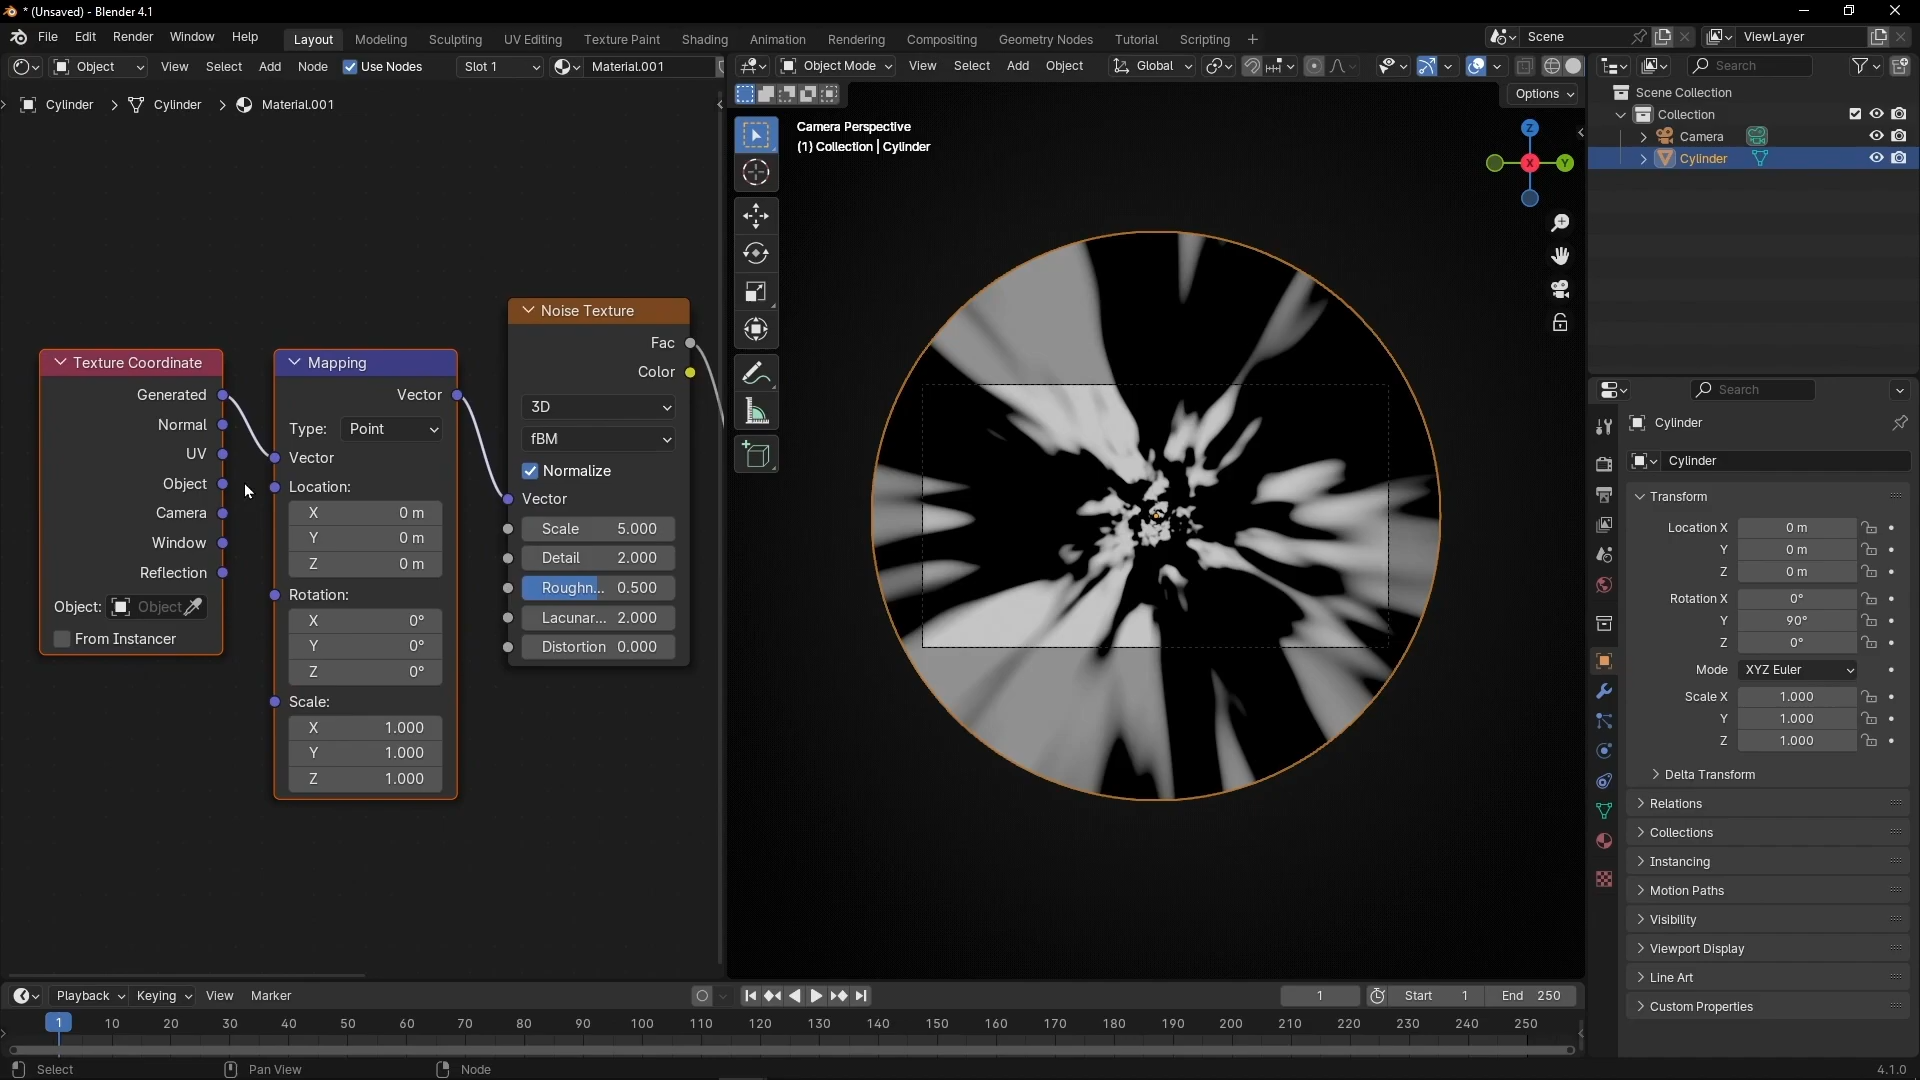 * (Unsaved) - Blender 4.1
File Edit Render Window Help Layout Modeling Sculpting UV Editing Texture Paint Shading Animation Rendering Compositing Geometry Nodes Tutorial Scripting + Scene ViewLayer
Object View Select Add Node Use Nodes Slot 1 Material.001 Object Mode View Select Add Object Global Search
Options
Cylinder > Cylinder > Material.001
Camera Perspective
(1) Collection | Cylinder
Z
X
Y
Scene Collection
Collection
Camera
Cylinder
Texture Coordinate
Generated
Normal
UV
Object
Camera
Window
Reflection
Object: Object
From Instancer
Mapping
Vector
Type: Point
Vector
Location:
X 0 m
Y 0 m
Z 0 m
Rotation:
X 0°
Y 0°
Z 0°
Scale:
X 1.000
Y 1.000
Z 1.000
Noise Texture
Fac
Color
3D
fBM
Normalize
Vector
Scale 5.000
Detail 2.000
Roughn... 0.500
Lacunar... 2.000
Distortion 0.000
Search
Cylinder
Cylinder
Transform
Location X 0 m
Y 0 m
Z 0 m
Rotation X 0°
Y 90°
Z 0°
Mode XYZ Euler
Scale X 1.000
Y 1.000
Z 1.000
Delta Transform
Relations
Collections
Instancing
Motion Paths
Visibility
Viewport Display
Line Art
Custom Properties
Playback Keying View Marker 1 Start 1 End 250
1 10 20 30 40 50 60 70 80 90 100 110 120 130 140 150 160 170 180 190 200 210 220 230 240 250
Select Pan View Node 4.1.0